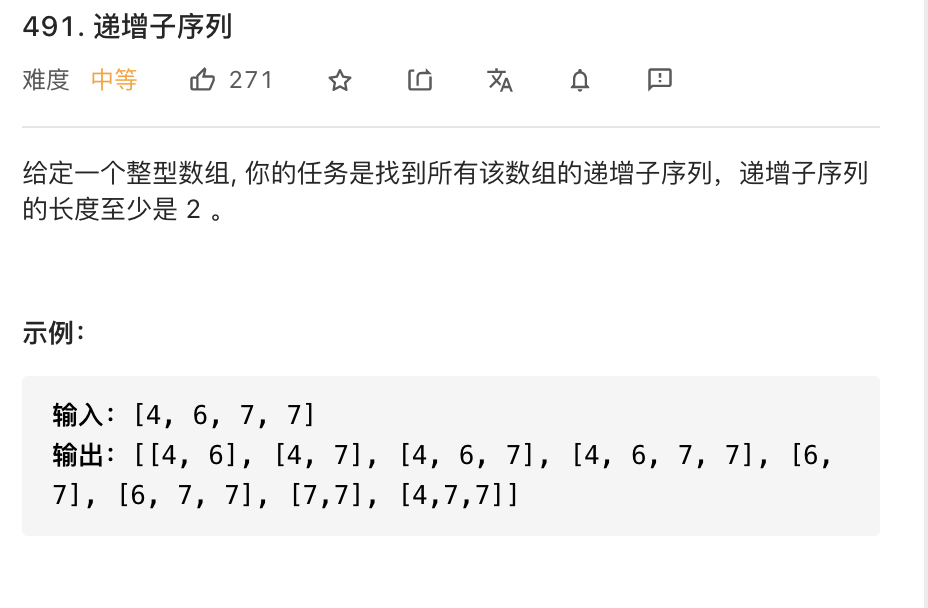 491. 递增子序列
难度 中等 271
给定一个整型数组, 你的任务是找到所有该数组的递增子序列，递增子序列
的长度至少是 2 。
示例：
输入：[4, 6, 7, 7]
输出：[[4, 6], [4, 7], [4, 6, 7], [4, 6, 7, 7], [6,
7], [6, 7, 7], [7,7], [4,7,7]]